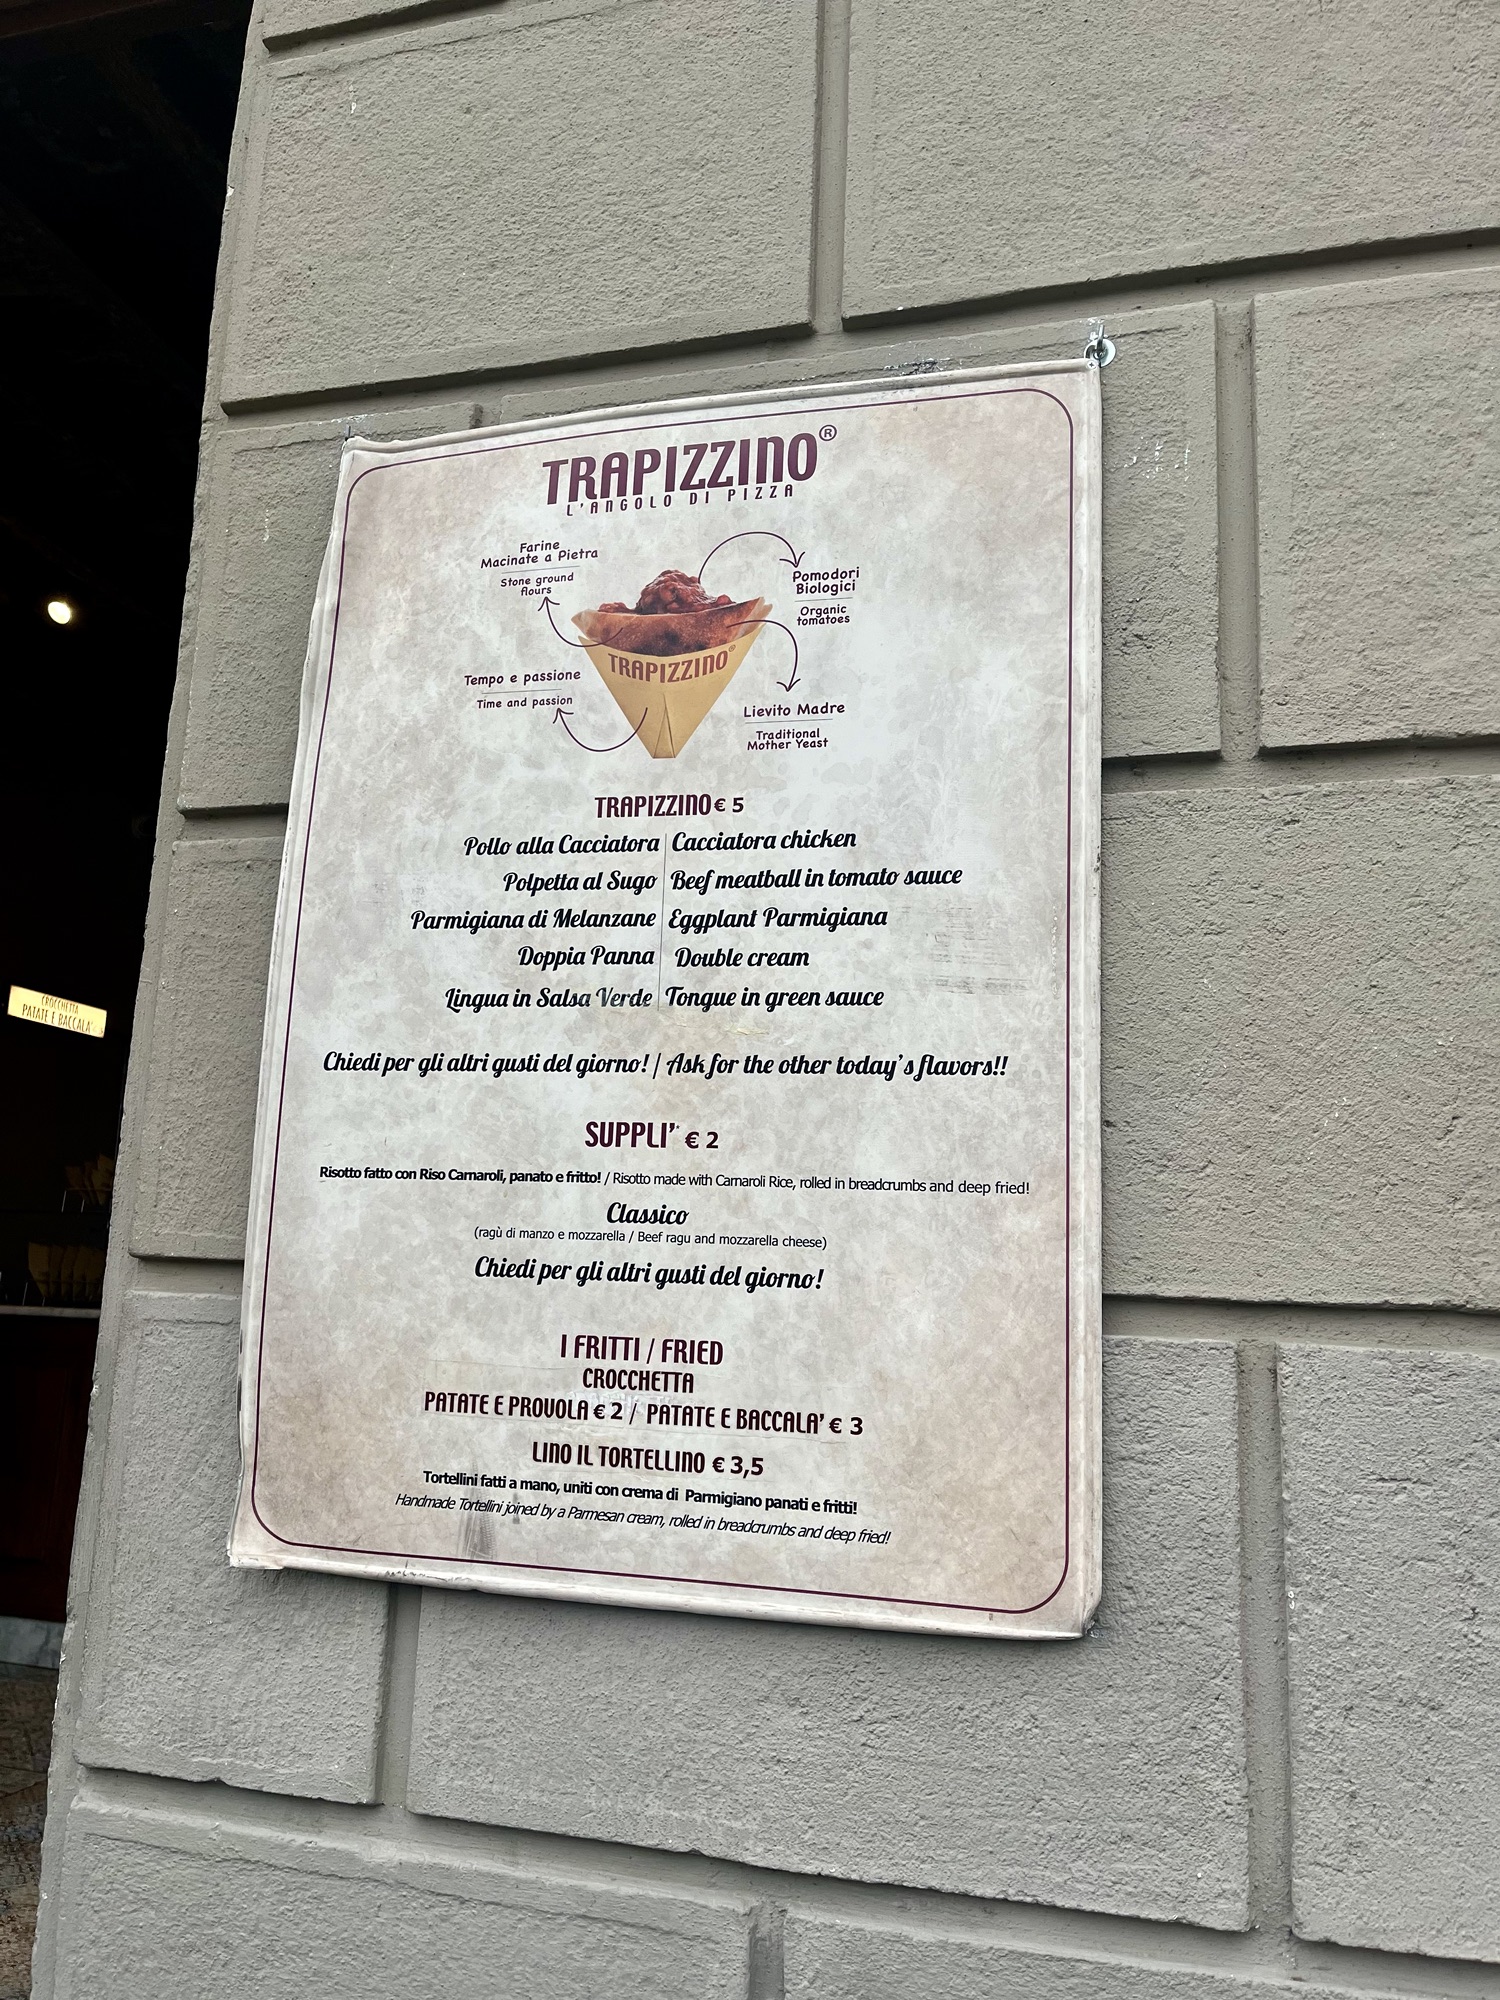 TRAPIZZINO®
L'ANGOLO DI PIZZA
Farine
Macinate a Pietra
Stone ground
flours
Pomodori
Biologici
Organic
tomatoes
TRAPIZZINO®
Tempo e passione
Time and passion
Lievito Madre
Traditional
Mother Yeast
TRAPIZZINO € 5
Pollo alla Cacciatora | Cacciatora chicken
Polpetta al Sugo | Beef meatball in tomato sauce
Parmigiana di Melanzane | Eggplant Parmigiana
Doppia Panna | Double cream
Lingua in Salsa Verde | Tongue in green sauce
Chiedi per gli altri gusti del giorno! / Ask for the other today's flavors!!
SUPPLI'* € 2
Risotto fatto con Riso Carnaroli, panato e fritto! / Risotto made with Carnaroli Rice, rolled in breadcrumbs and deep fried!
Classico
(ragù di manzo e mozzarella / Beef ragu and mozzarella cheese)
Chiedi per gli altri gusti del giorno!
I FRITTI / FRIED
CROCCHETTA
PATATE E PROVOLA € 2 / PATATE E BACCALA' € 3
LINO IL TORTELLINO € 3,5
Tortellini fatti a mano, uniti con crema di Parmigiano panati e fritti!
Handmade Tortellini joined by a Parmesan cream, rolled in breadcrumbs and deep fried!
CROCCHETTA
PATATE E BACCALA'